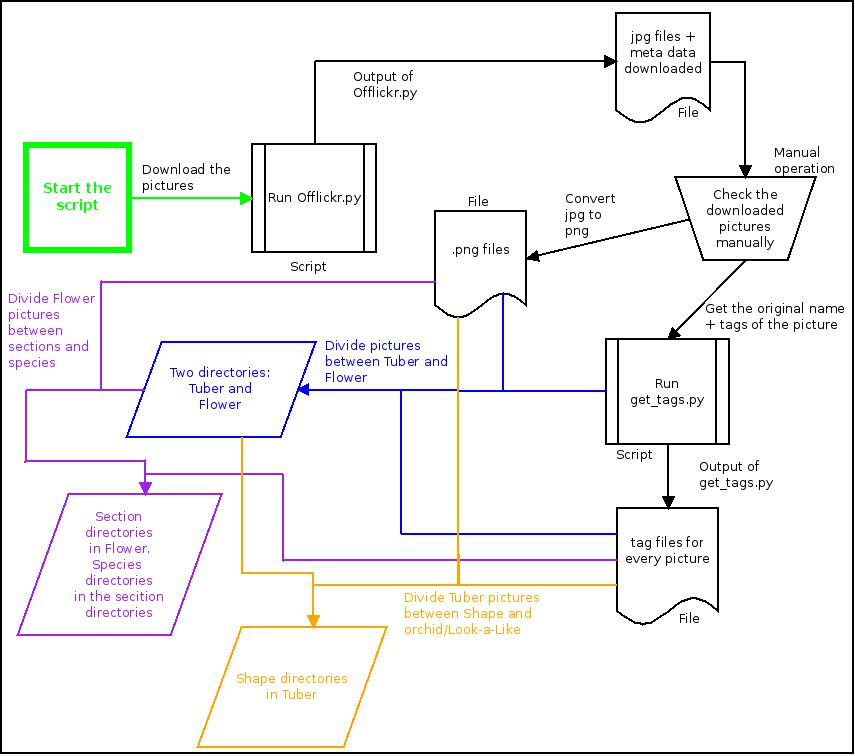 jpg files +
meta data
downloaded
File
Output of
Offlickr.py
Start the
script
Download the
pictures
Run Offlickr.py
Script
Manual
operation
Check the
downloaded
pictures
manually
Convert
jpg to
png
File
.png files
Get the original name
+ tags of the picture
Divide Flower
pictures
between
sections and
species
Two directories:
Tuber and
Flower
Divide pictures
between Tuber and
Flower
Run
get_tags.py
Script
Output of
get_tags.py
tag files for
every picture
File
Section
directories
in Flower.
Species
directories
in the secition
directories
Divide Tuber pictures
between Shape and
orchid/Look-a-Like
Shape directories
in Tuber